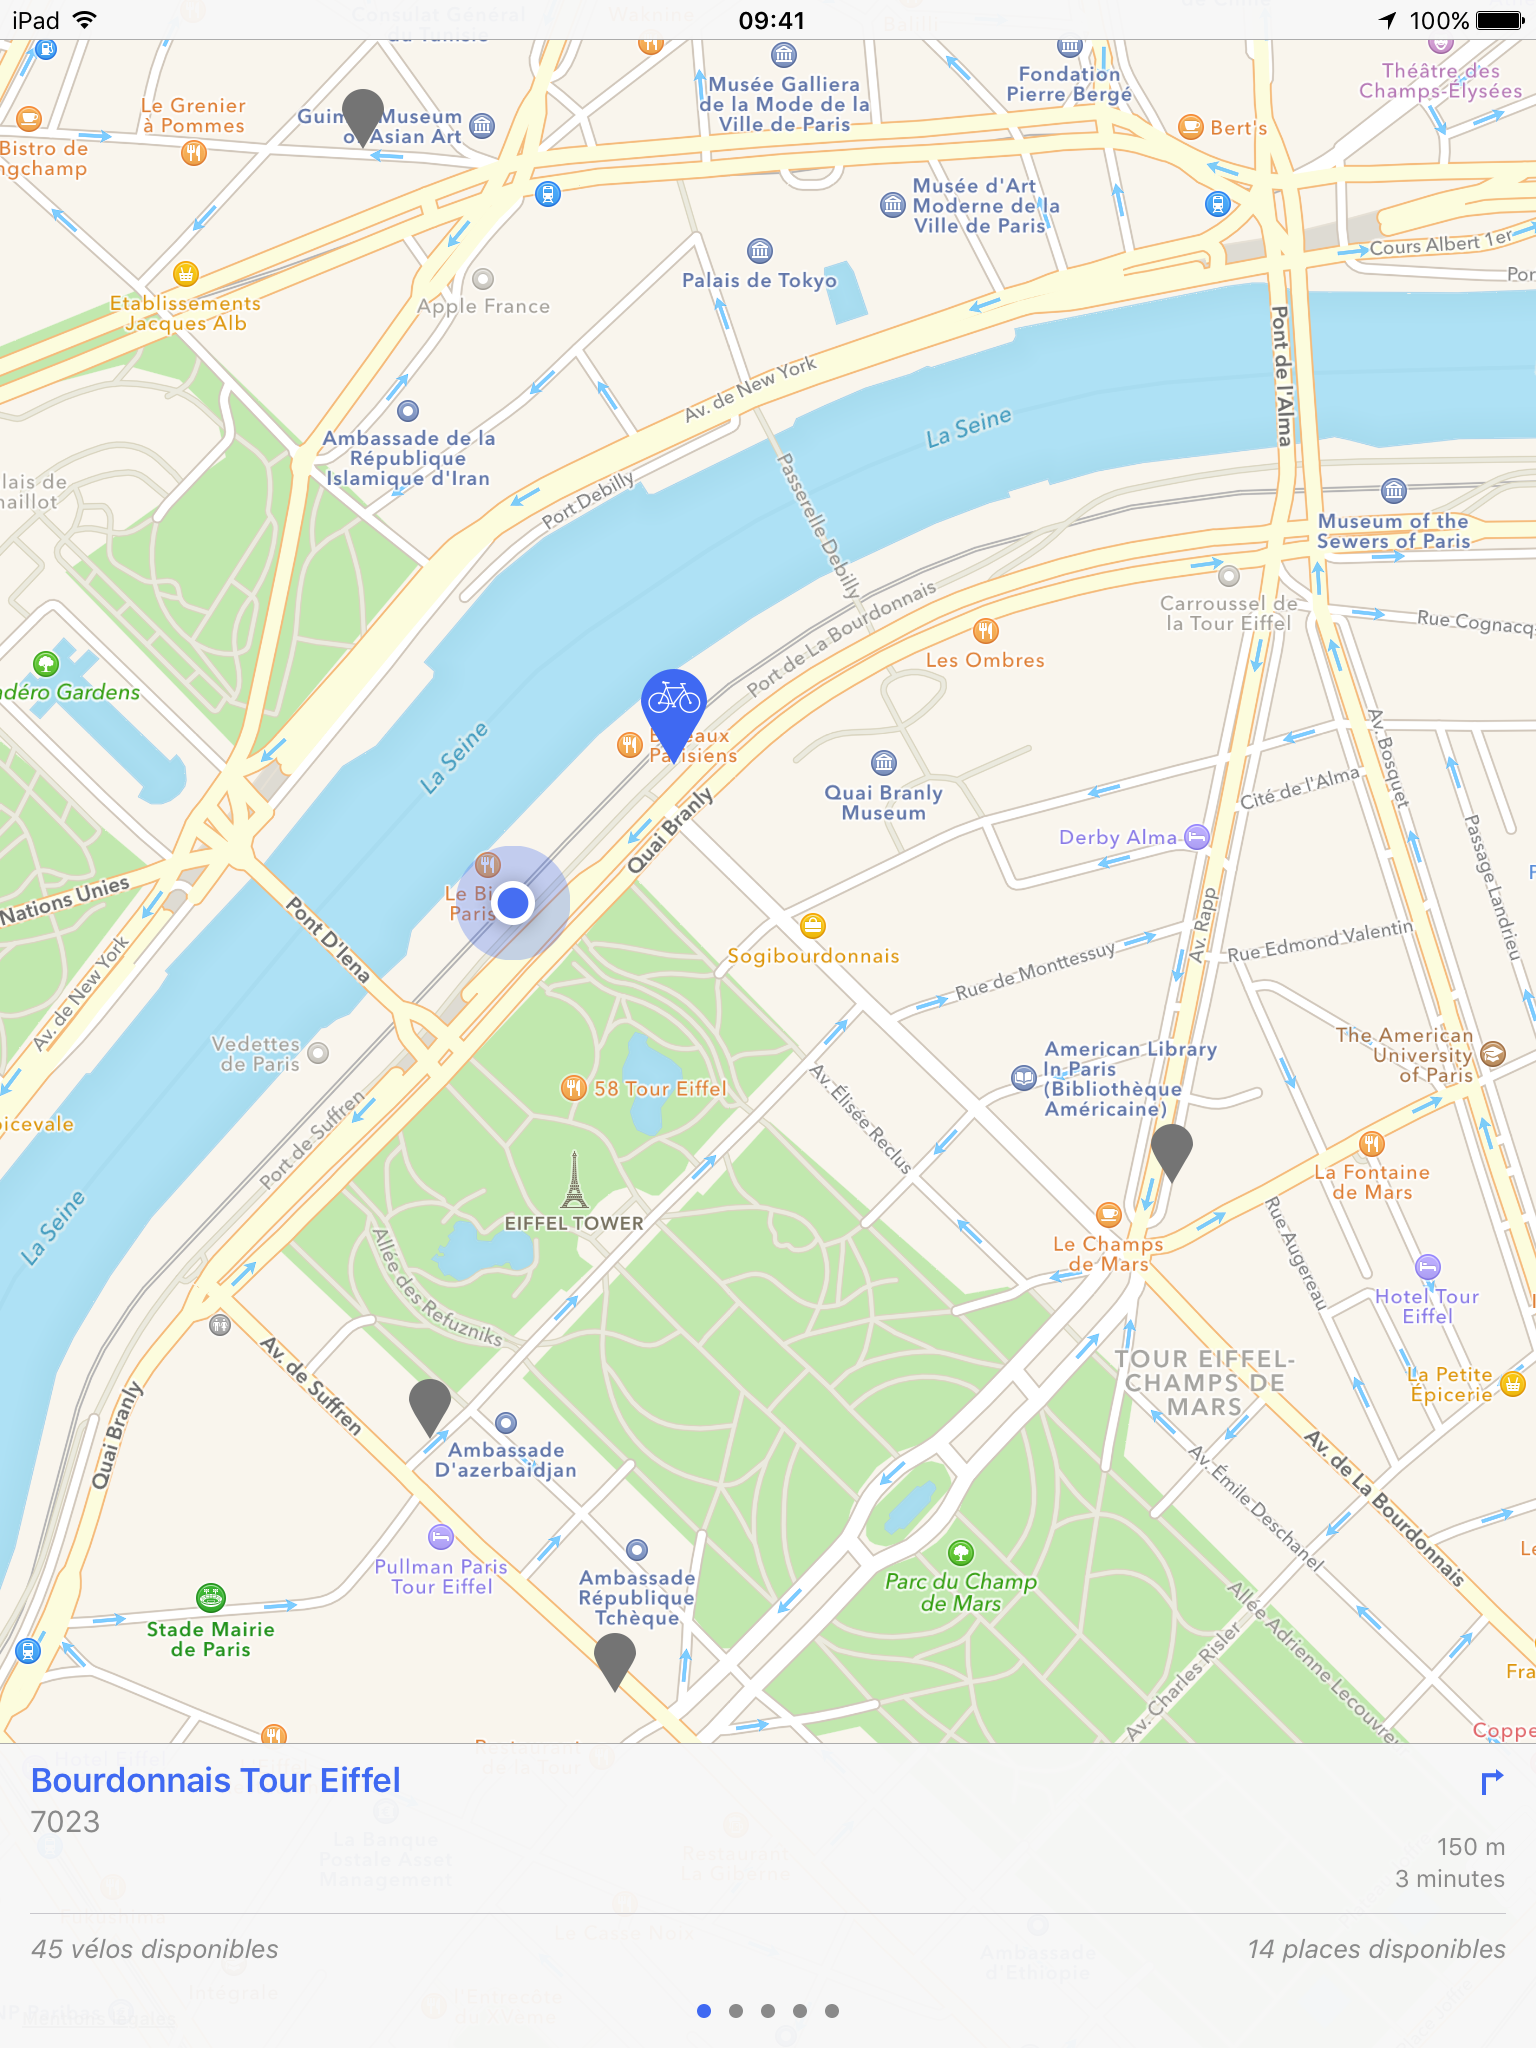 iPad
09:41
100%
Le Grenier
à Pommes
Bistro de
ngchamp
Museum
Asian Art
Musée Galliera
de la Mode de la
Ville de Paris
Fondation
Pierre Bergé
Théâtre des
Champs-Elysées
Bert's
Musée d'Art
Moderne de la
Ville de Paris
Palais de Tokyo
Cours Albert 1er
Por
Etablissements
Jacques Alb
Apple France
Pont de l'Alma
Av. de New York
La Seine
Ambassade de la
République
Islamique d'Iran
lais de
haillot
Port Debilly
Passerelle Debilly
Museum of the
Sewers of Paris
Port de La Bourdonnais
Carroussel de
la Tour Eiffel
Rue Cognacq
Les Ombres
adéro Gardens
La Seine
Parisiens
Quai Branly
Quai Branly
Museum
Av. Bosquet
Cité de l'Alma
Derby Alma
Passage Landrieu
Nations Unies
Pont D'Iena
Av. de New York
Sogibourdonnais
Av. Rapp
Rue Edmond Valentin
Rue de Monttessuy
Vedettes
de Paris
The American
University
of Paris
American Library
In Paris
(Bibliothèque
Américaine)
58 Tour Eiffel
Av. Élisée Reclus
picevale
Port de Suffren
La Seine
EIFFEL TOWER
Allée des Refuzniks
La Fontaine
de Mars
Le Champs
de Mars
Rue Augereau
Hotel Tour
Eiffel
Av. de Suffren
Quai Branly
TOUR EIFFEL-
CHAMPS DE
MARS
La Petite
Épicerie
Ambassade
D'azerbaidjan
Av. Émile Deschanel
Av. de La Bourdonnais
Pullman Paris
Tour Eiffel
Ambassade
République
Tchèque
Parc du Champ
de Mars
Stade Mairie
de Paris
Allée Adrienne Lecouvre
Av. Charles Risler
Fra
Coppe
Bourdonnais Tour Eiffel
7023
150 m
3 minutes
45 vélos disponibles
14 places disponibles